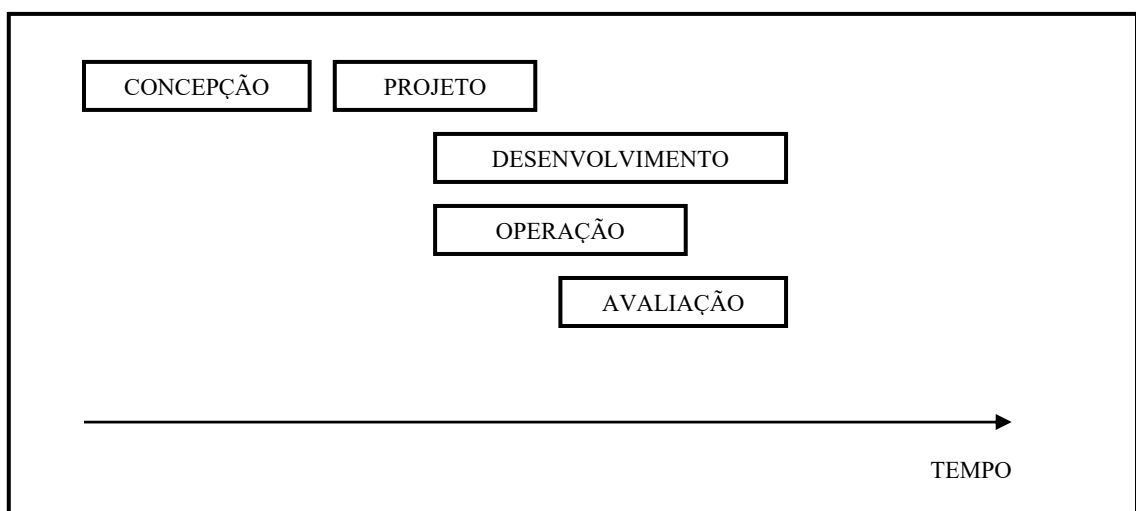 CONCEPÇÃO
PROJETO
DESENVOLVIMENTO
OPERAÇÃO
AVALIAÇÃO
TEMPO